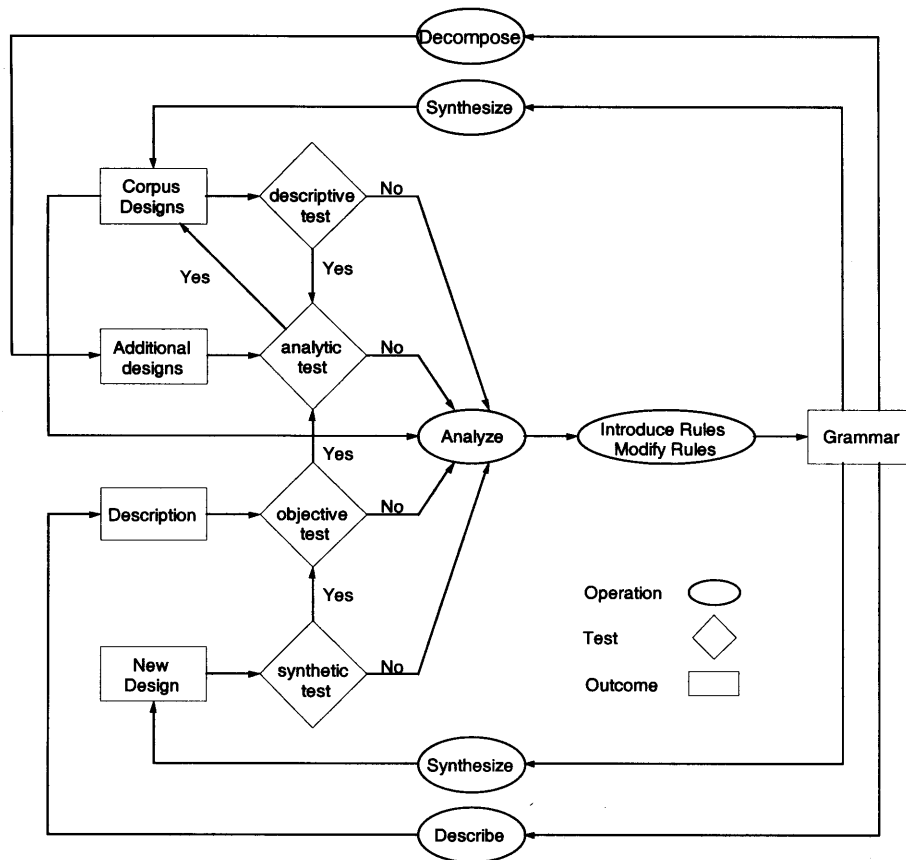 Decompose
Synthesize
Corpus
Designs
descriptive
test
No
Yes
Yes
Additional
designs
analytic
test
No
Analyze
Introduce Rules
Modify Rules
Grammar
Yes
Description
objective
test
No
Yes
Operation
Test
New
Design
synthetic
test
No
Outcome
Synthesize
Describe